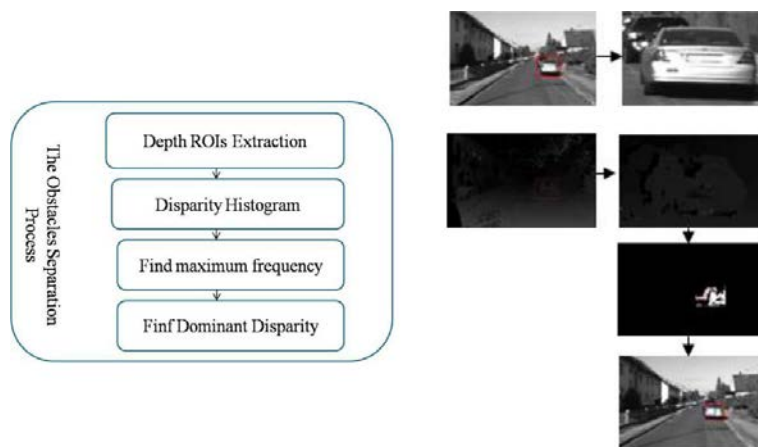 The Obstacles Separation
Process
Depth ROIs Extraction
Disparity Histogram
Find maximum frequency
Finf Dominant Disparity